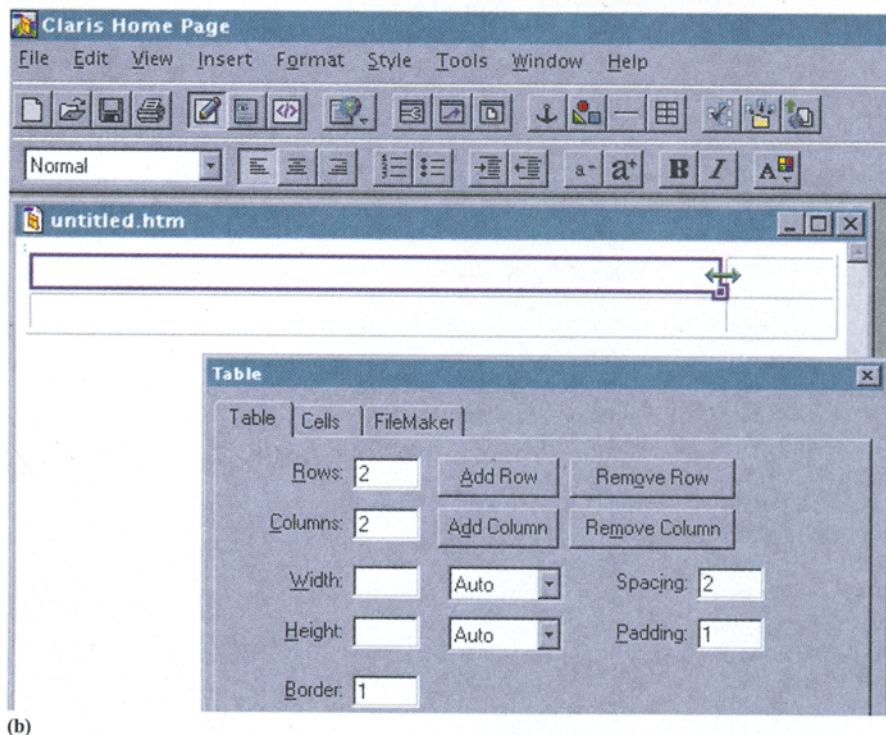 Claris Home Page
File Edit View Insert Format Style Tools Window Help
Normal
a- a+ B I A
untitled.htm
Table
Table Cells FileMaker
Rows: 2 Add Row Remove Row
Columns: 2 Add Column Remove Column
Width: Auto Spacing: 2
Height: Auto Padding: 1
Border: 1
(b)